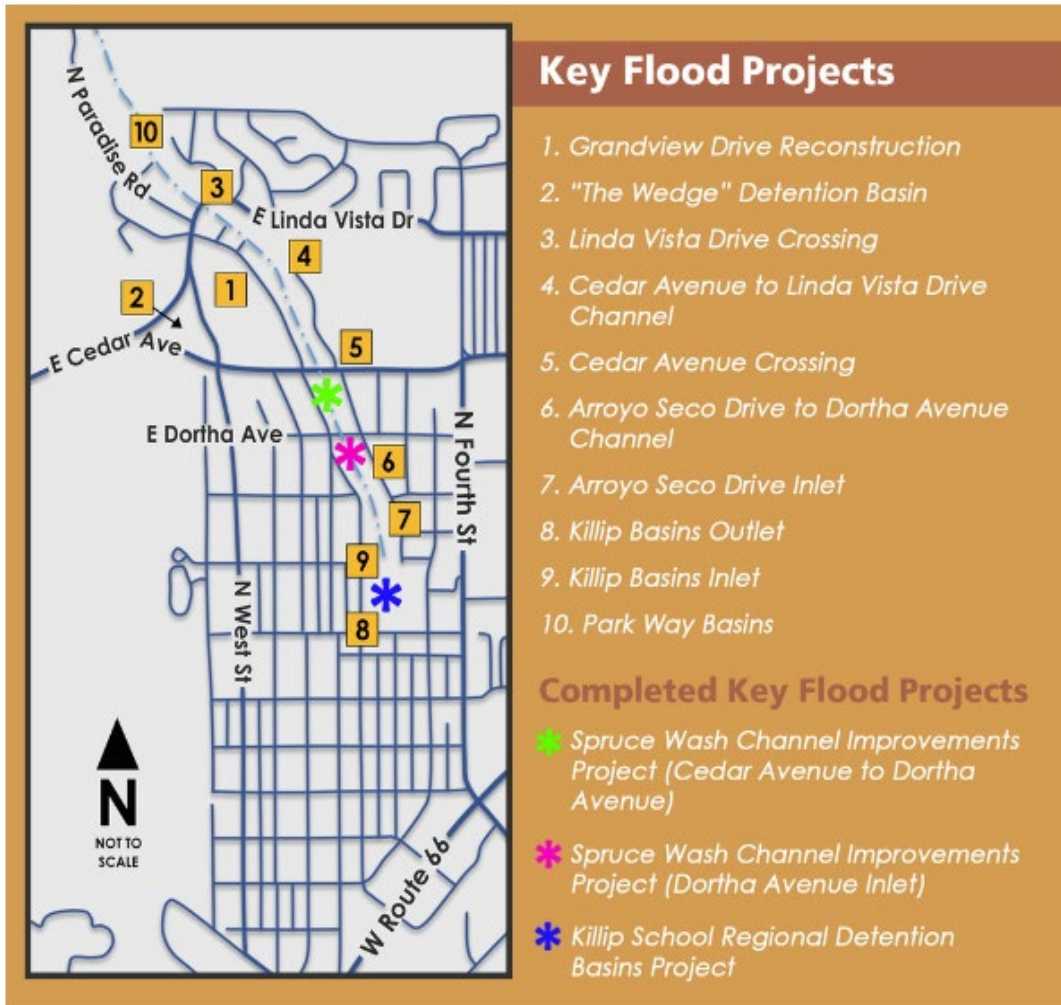 Key Flood Projects
1. Grandview Drive Reconstruction
2. “The Wedge” Detention Basin
3. Linda Vista Drive Crossing
4. Cedar Avenue to Linda Vista Drive
Channel
5. Cedar Avenue Crossing
6. Arroyo Seco Drive to Dortha Avenue
Channel
7. Arroyo Seco Drive Inlet
8. Killip Basins Outlet
9. Killip Basins Inlet
10. Park Way Basins
Completed Key Flood Projects
Spruce Wash Channel Improvements
Project (Cedar Avenue to Dortha
Avenue)
Spruce Wash Channel Improvements
Project (Dortha Avenue Inlet)
Killip School Regional Detention
Basins Project
N Paradise Rd
10
3
E Linda Vista Dr
4
1
2
E Cedar Ave
5
E Dortha Ave
N Fourth St
6
7
9
8
N West St
N
NOT TO
SCALE
W Route 66